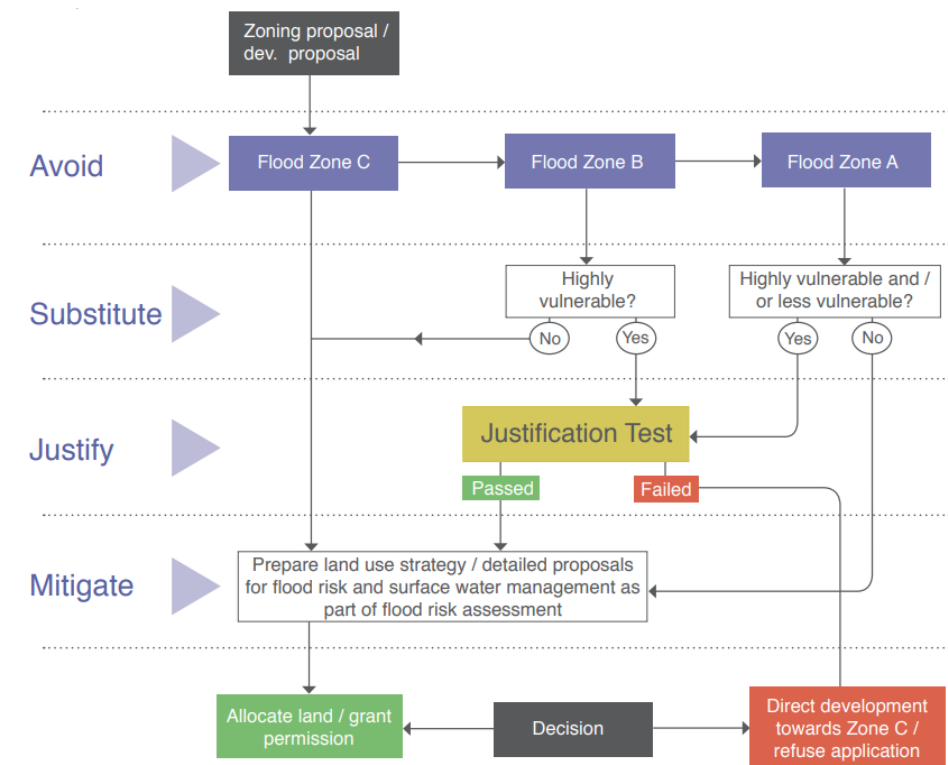 Zoning proposal /
dev. proposal
Avoid
Flood Zone C
Flood Zone B
Flood Zone A
Substitute
Highly
vulnerable?
Highly vulnerable and /
or less vulnerable?
No
Yes
Yes
No
Justify
Justification Test
Passed
Failed
Mitigate
Prepare land use strategy / detailed proposals
for flood risk and surface water management as
part of flood risk assessment
Allocate land / grant
permission
Decision
Direct development
towards Zone C /
refuse application